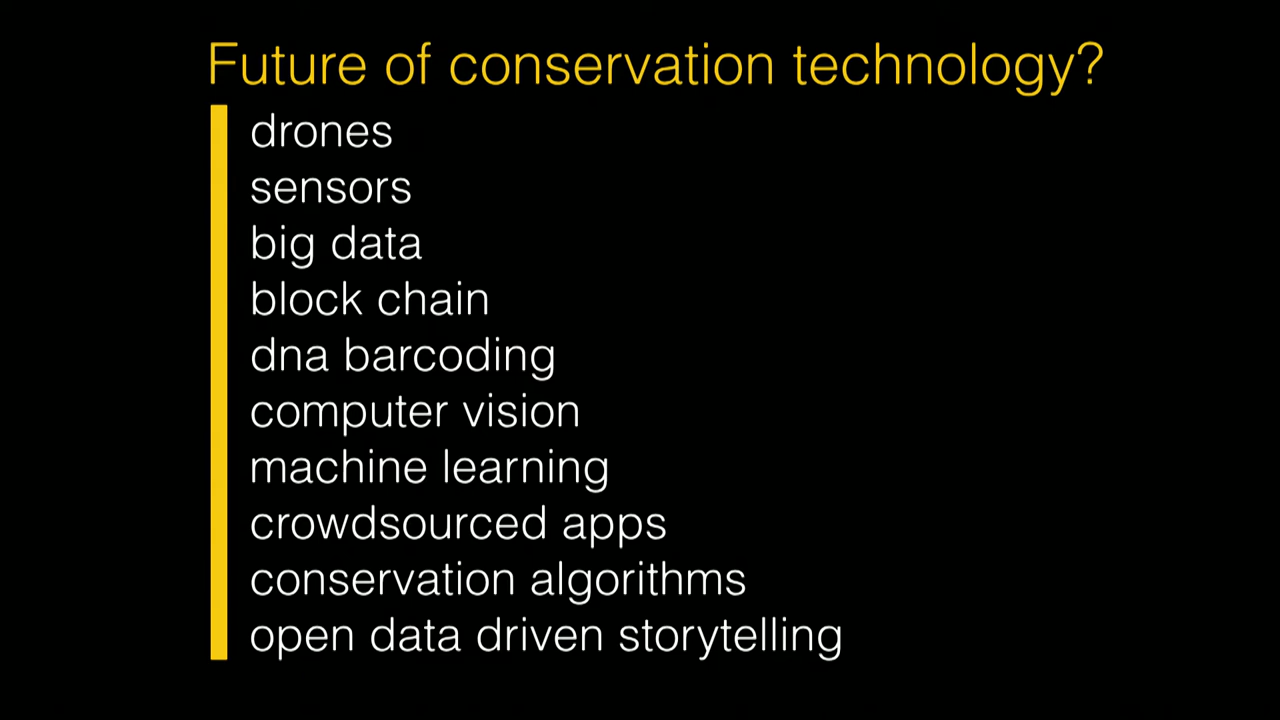 Future of conservation technology?
drones
sensors
big data
block chain
dna barcoding
computer vision
machine learning
crowdsourced apps
conservation algorithms
open data driven storytelling